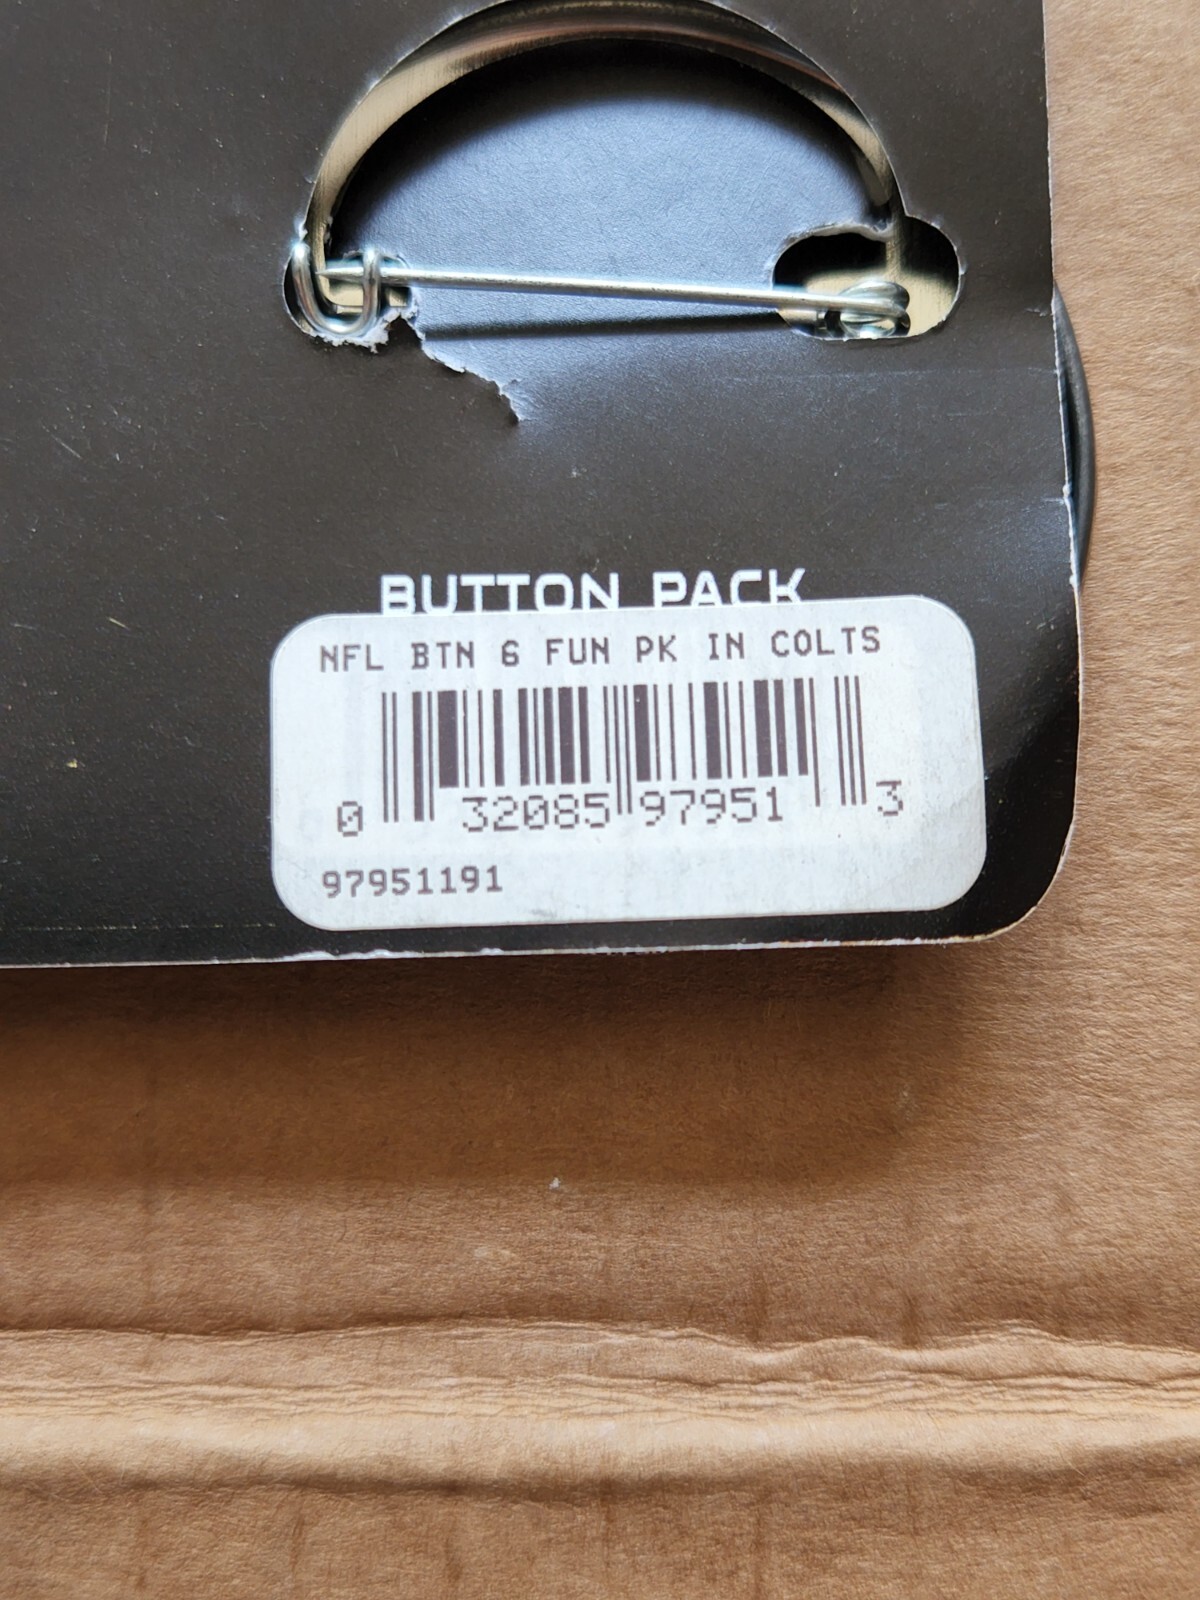 BUTTON PACK
NFL BTN 6 FUN PK IN COLTS
0 32085 97951 3
97951191